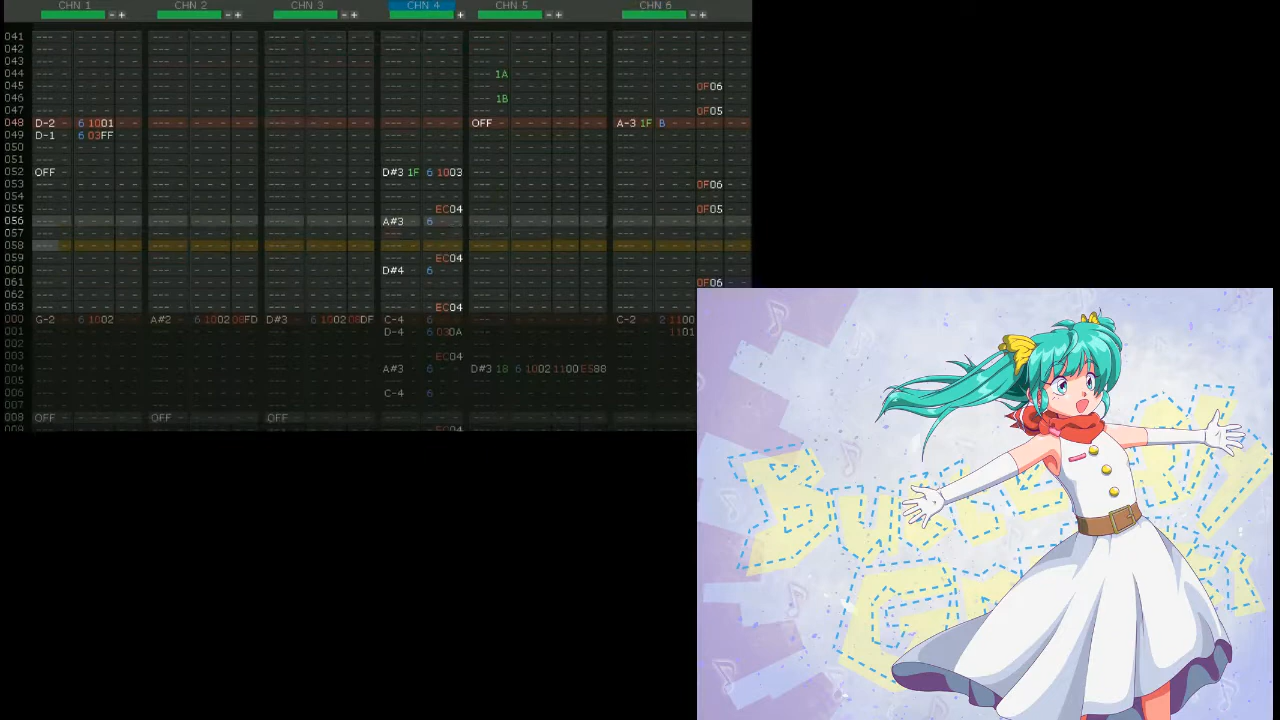 CHN 1 CHN 2 CHN 3 CHN 4 CHN 5 CHN 6
- + - + - + + - + - +
041
042
043
044 1A
045 0F06
046 1B
047 0F05
048 D-2 6 1001 OFF A-3 1F B
049 D-1 6 03FF
050
051
052 OFF D#3 1F 6 1003
053 0F06
054
055 EC04 0F05
056 A#3 6
057
058
059 EC04
060 D#4 6
061 0F06
062
063 EC04
000 G-2 6 1002 A#2 6 1002 08FD D#3 6 1002 08DF C-4 6 C-2 2 1100
001 D-4 6 030A 1101
002
003 EC04
004 A#3 6 D#3 18 6 1002 1100 E588
005
006 C-4 6
007
008 OFF OFF OFF
009 EC04